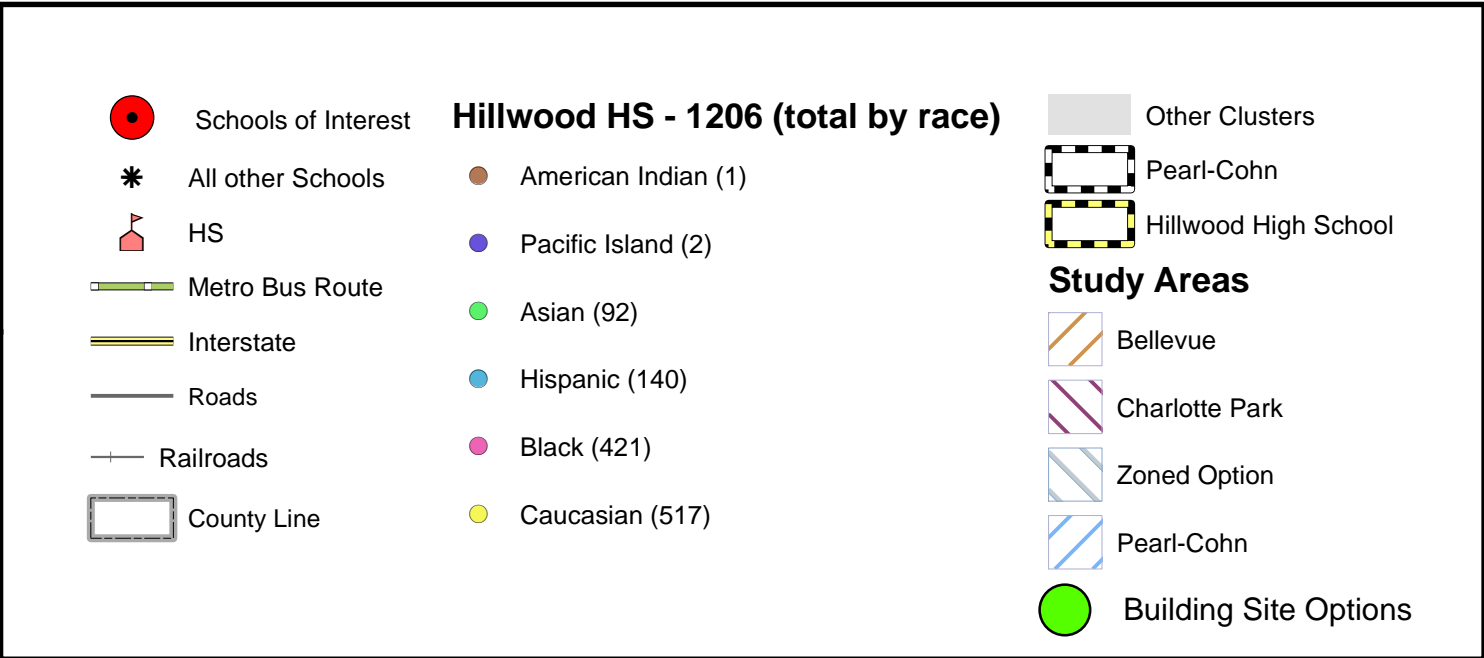 Schools of Interest
All other Schools
HS
Metro Bus Route
Interstate
Roads
Railroads
County Line
Hillwood HS - 1206 (total by race)
American Indian (1)
Pacific Island (2)
Asian (92)
Hispanic (140)
Black (421)
Caucasian (517)
Other Clusters
Pearl-Cohn
Hillwood High School
Study Areas
Bellevue
Charlotte Park
Zoned Option
Pearl-Cohn
Building Site Options